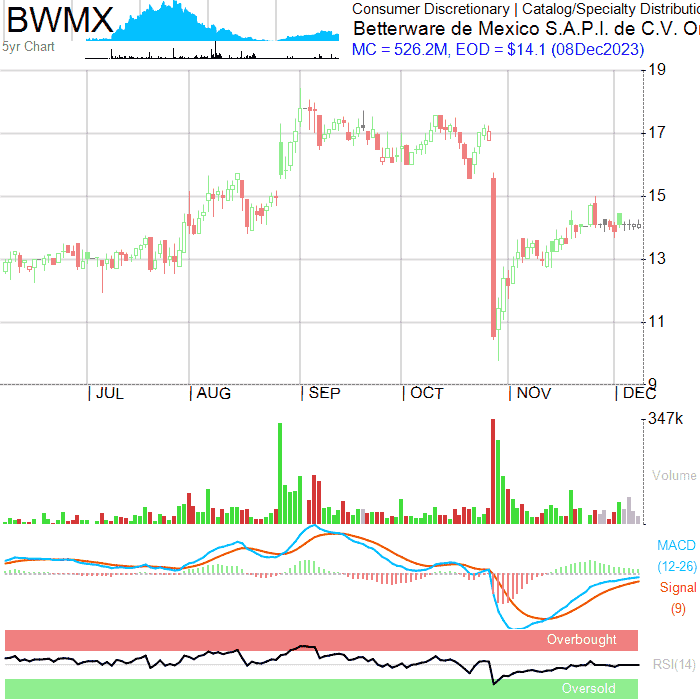 BWMX
5yr Chart
Consumer Discretionary | Catalog/Specialty Distributio
Betterware de Mexico S.A.P.I. de C.V. Or
MC = 526.2M, EOD = $14.1 (08Dec2023)
19
17
15
13
11
9
JUL AUG SEP OCT NOV DEC
347k
Volume
MACD
(12-26)
Signal
(9)
Overbought
RSI(14)
Oversold